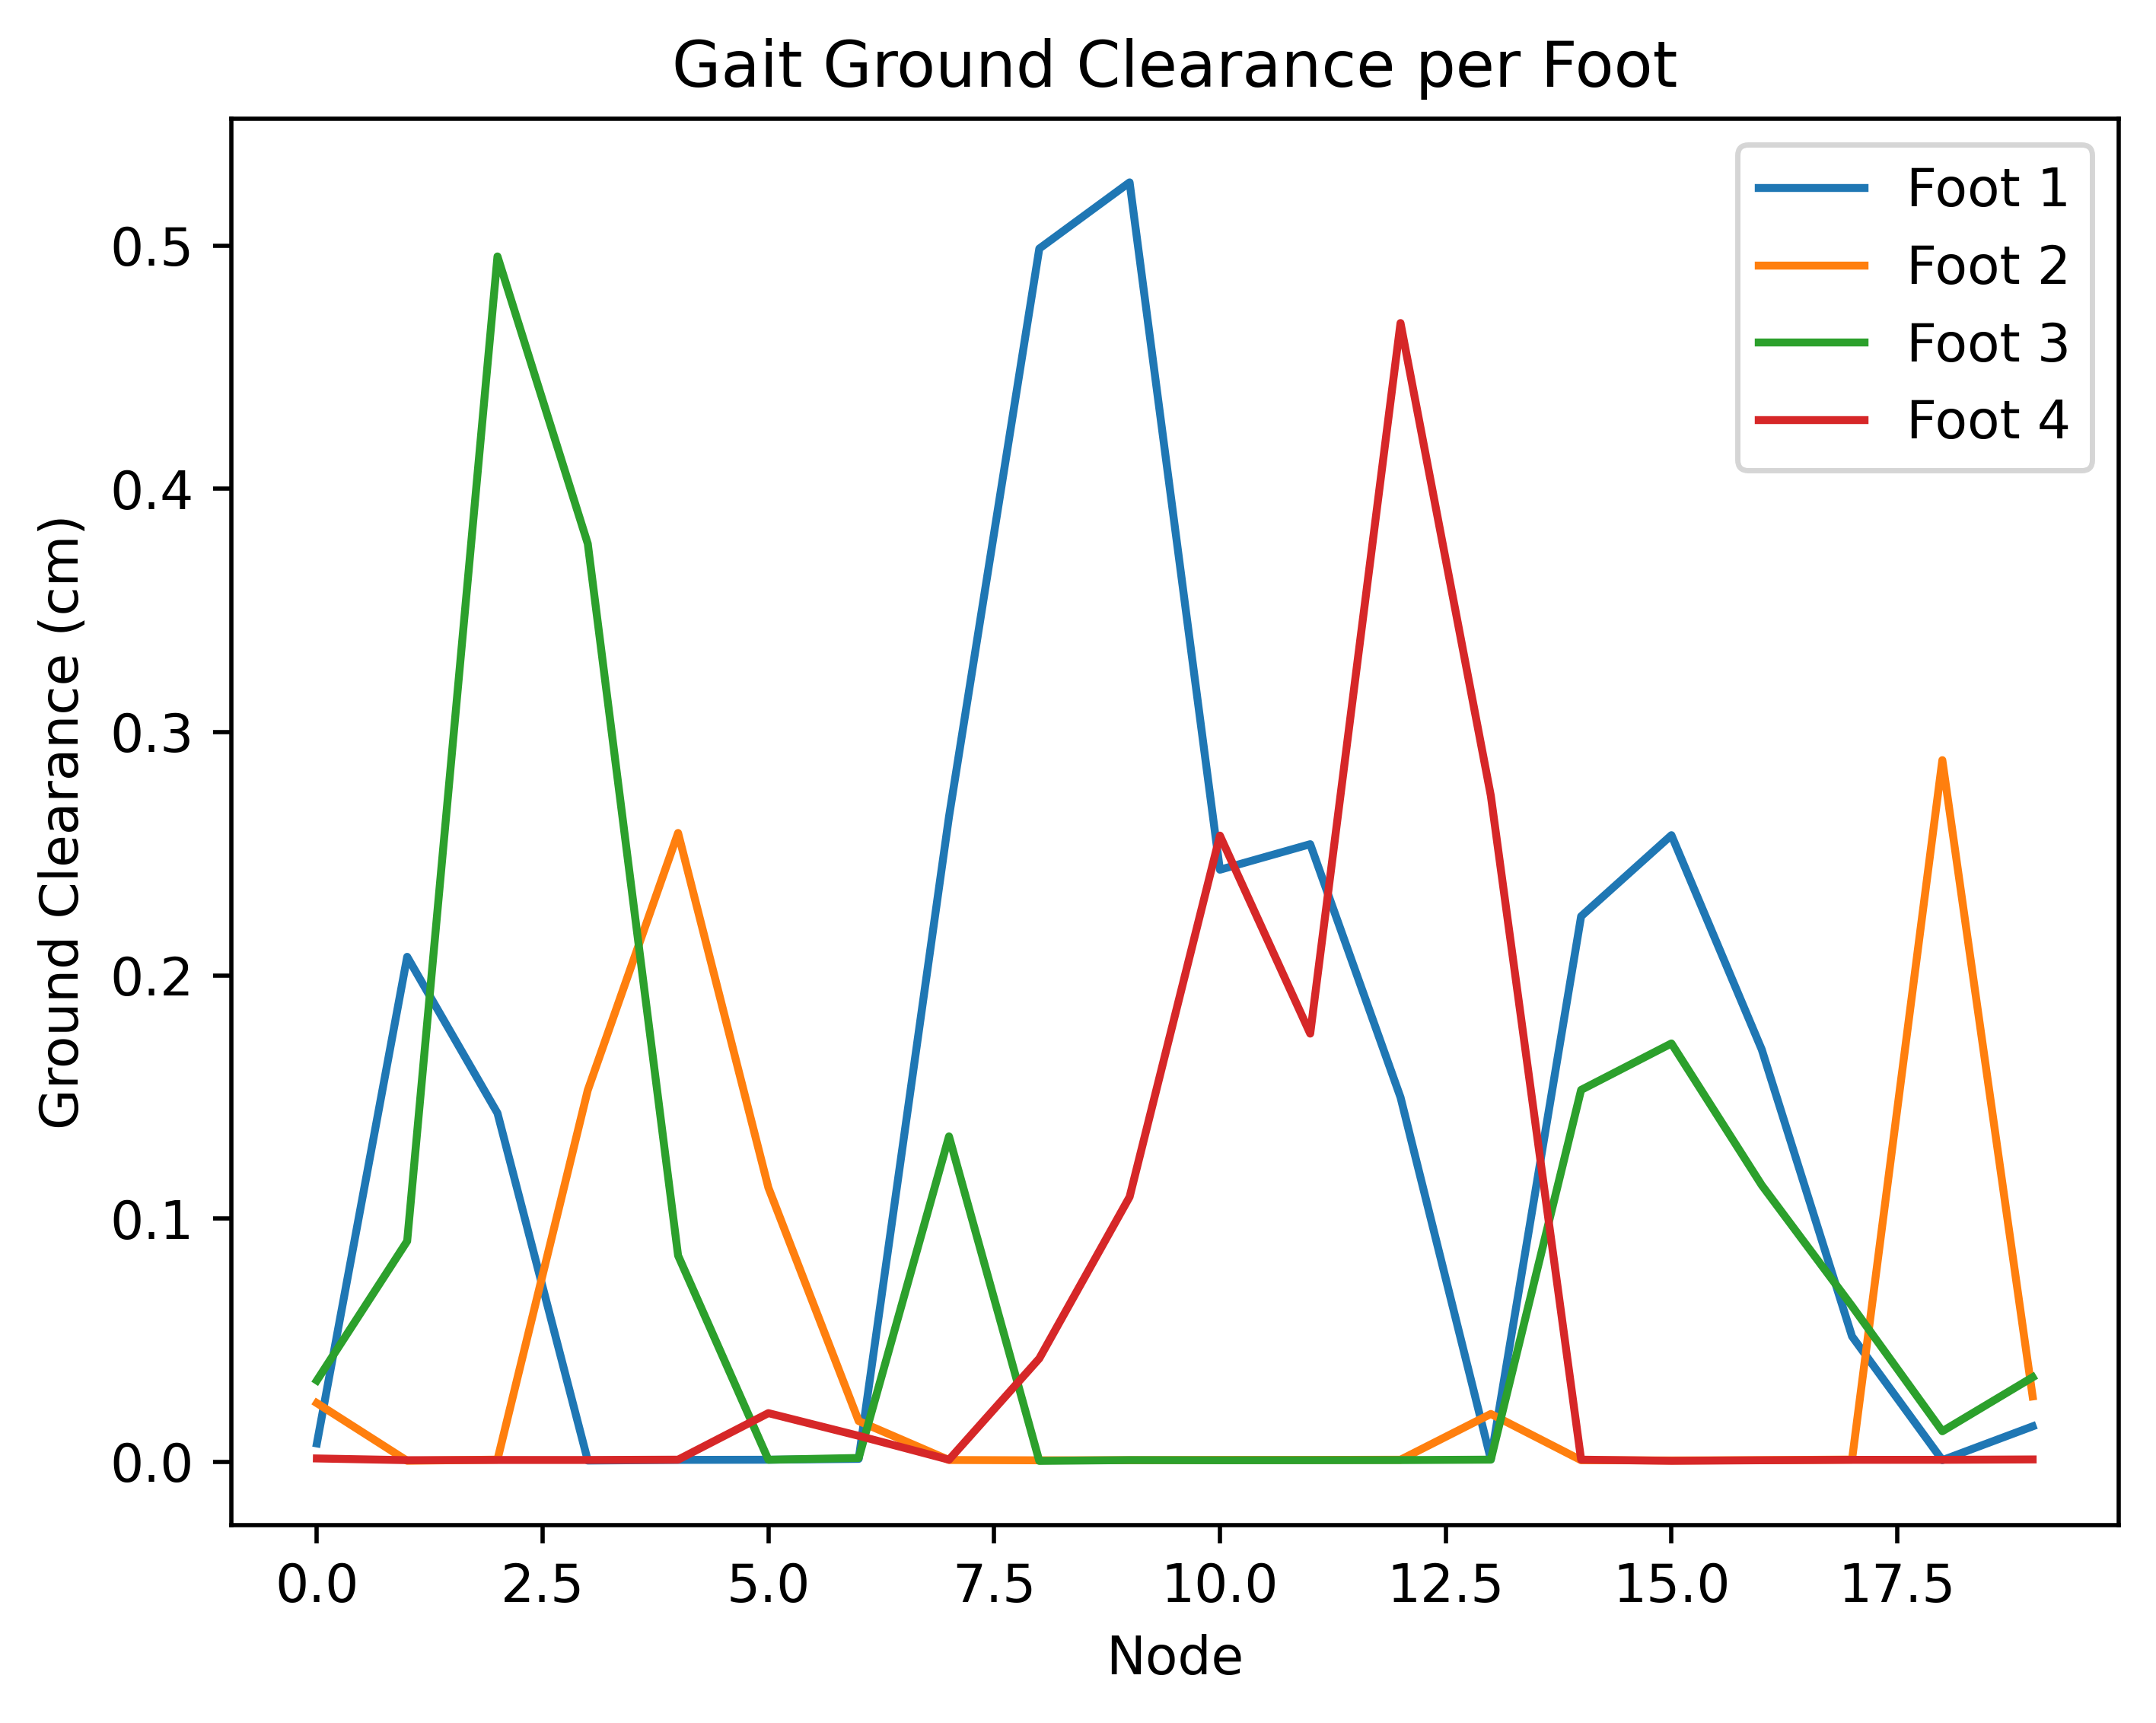 Gait Ground Clearance per Foot
Foot 1
Foot 2
Foot 3
Foot 4
Ground Clearance (cm)
0.5
0.4
0.3
0.2
0.1
0.0
0.0 2.5 5.0 7.5 10.0 12.5 15.0 17.5
Node